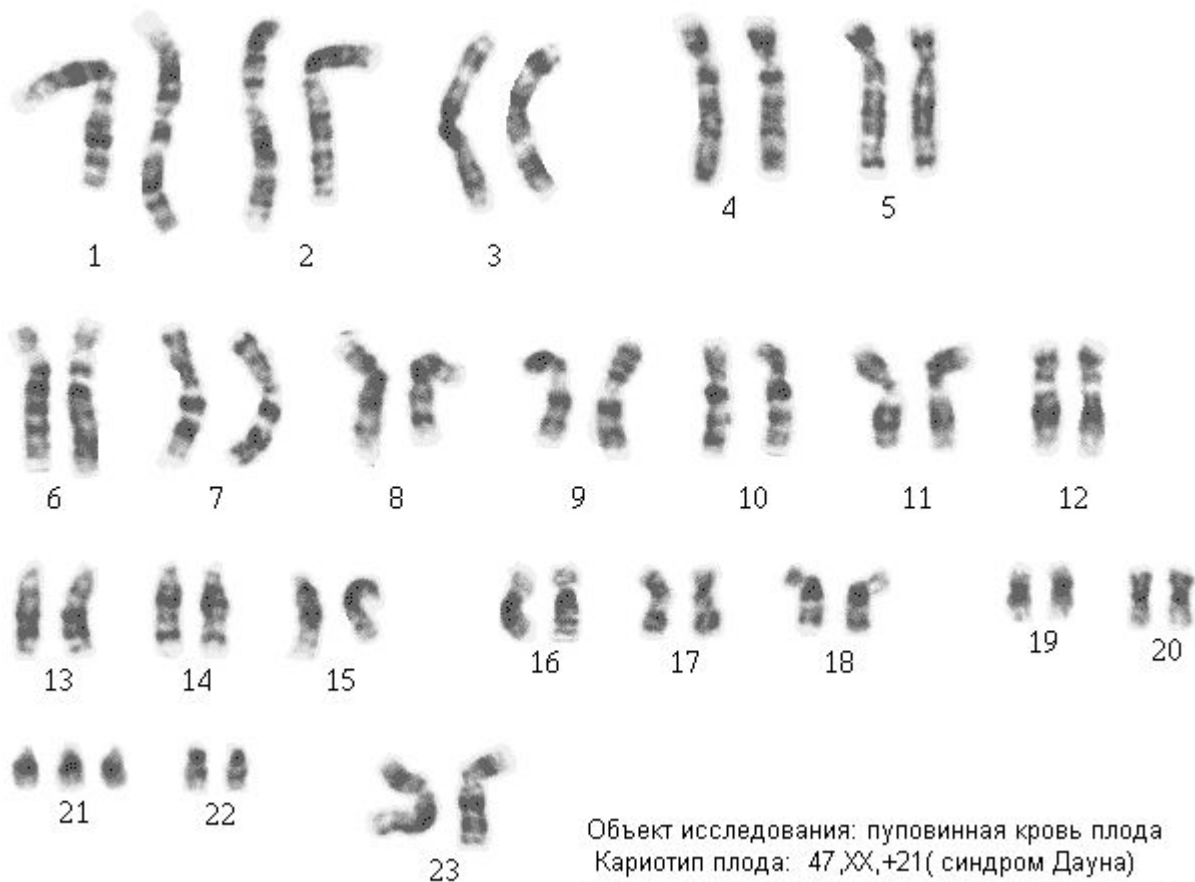 1 2 3 4 5
6 7 8 9 10 11 12
13 14 15 16 17 18 19 20
21 22 23
Объект исследования: пуповинная кровь плода
Кариотип плода: 47,XX,+21( синдром Дауна)